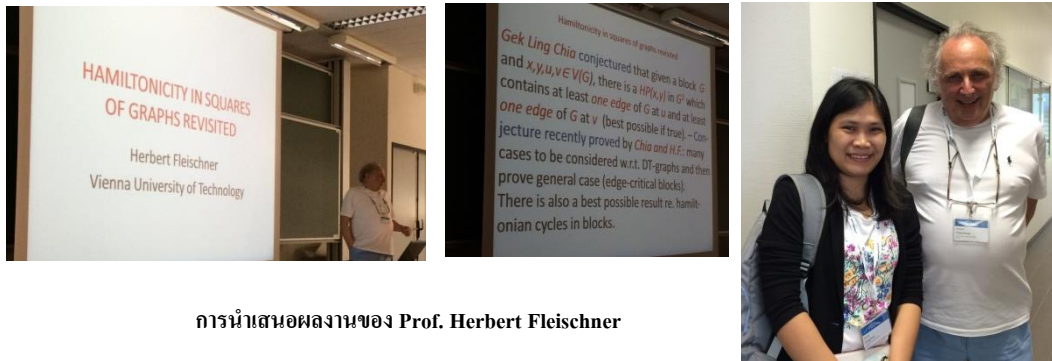 HAMILTONICITY IN SQUARES
OF GRAPHS REVISITED
Herbert Fleischner
Vienna University of Technology
Hamiltonicity in squares of graphs revisited
Gek Ling Chia conjectured that given a block G
and x,y,u,v ∈ V(G), there is a HP(x,y) in G² which
contains at least one edge of G at u and at least
one edge of G at v (best possible if true). – Con-
jecture recently proved by Chia and H.F.: many
cases to be considered w.r.t. DT-graphs and then
prove general case (edge-critical blocks).
There is also a best possible result re. hamilt-
onian cycles in blocks.
การนำเสนอผลงานของ Prof. Herbert Fleischner